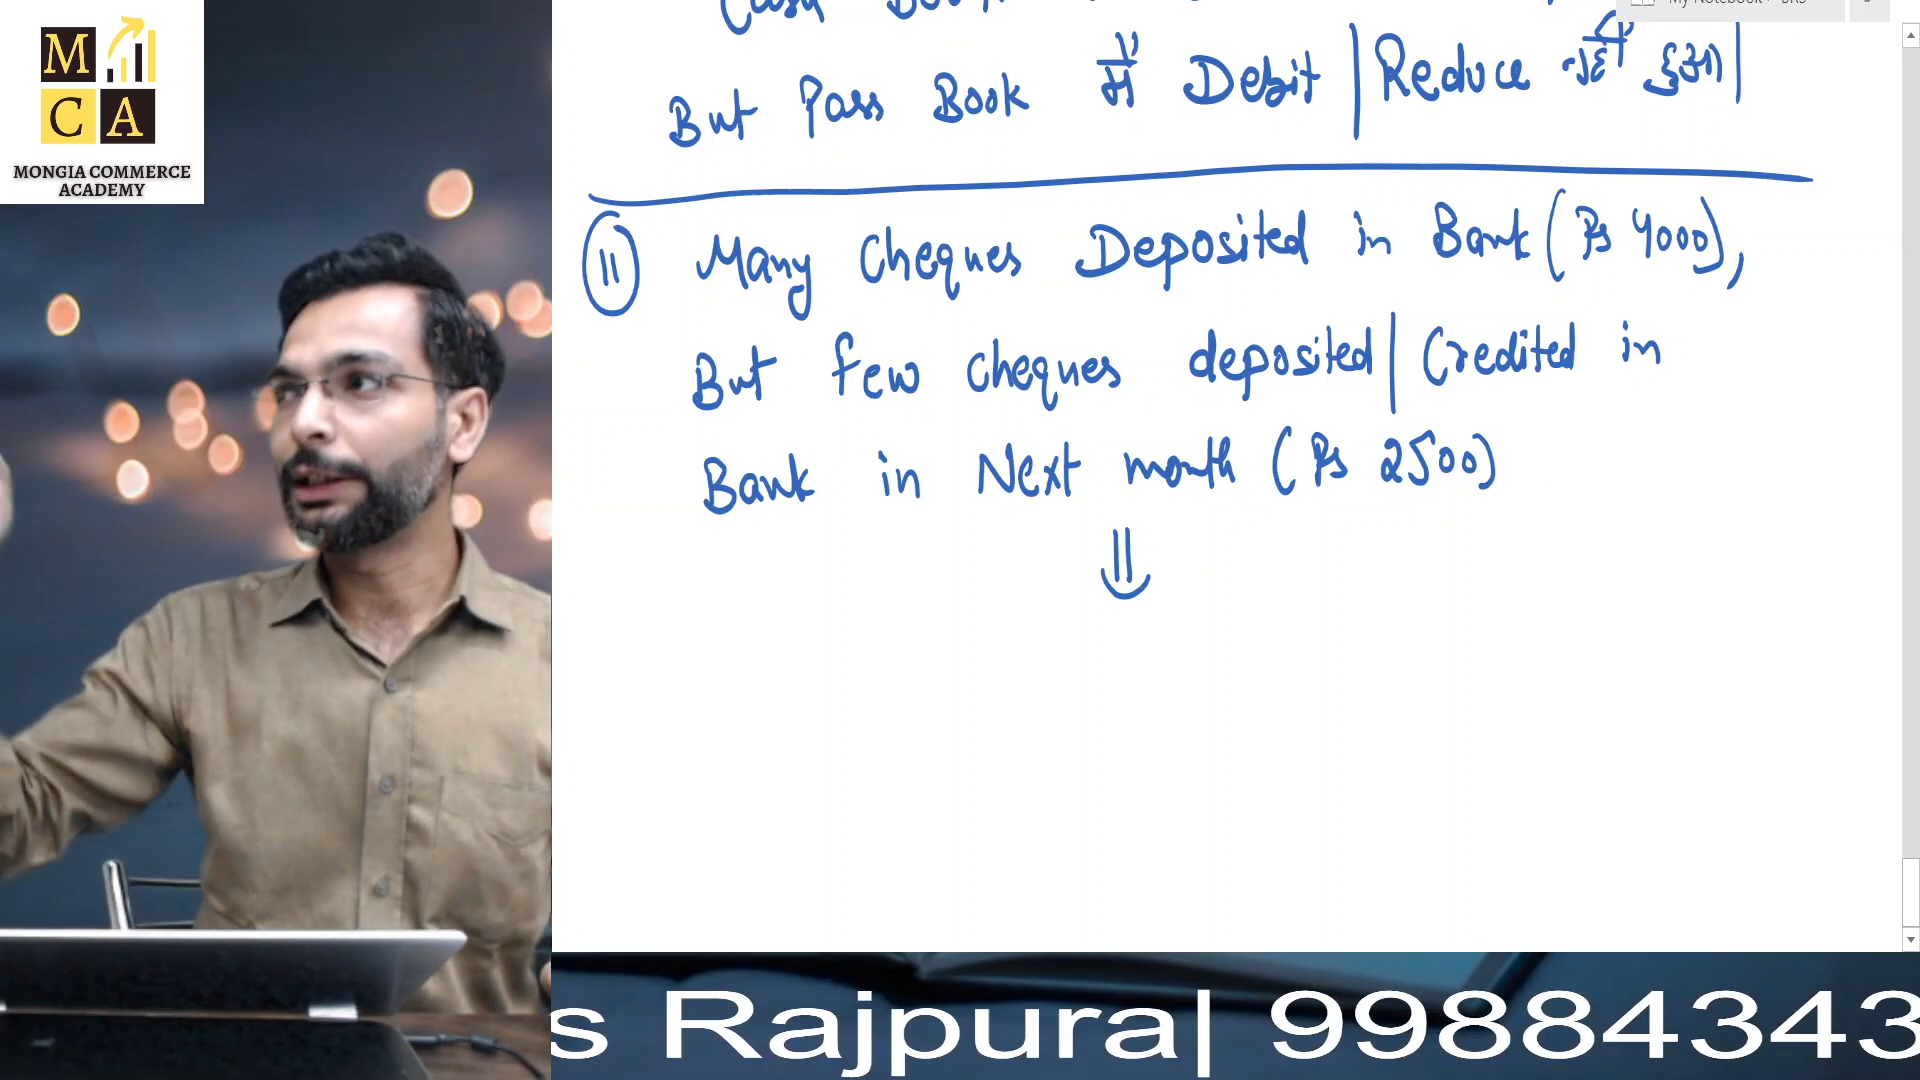 M
C A
MONGIA COMMERCE
ACADEMY
But Pass Book में Debit | Reduce नहीं हुआ |
11 Many Cheques Deposited in Bank (Rs 4000),
But few cheques deposited | Credited in
Bank in Next month (Rs 2500)
s Rajpura| 99884343